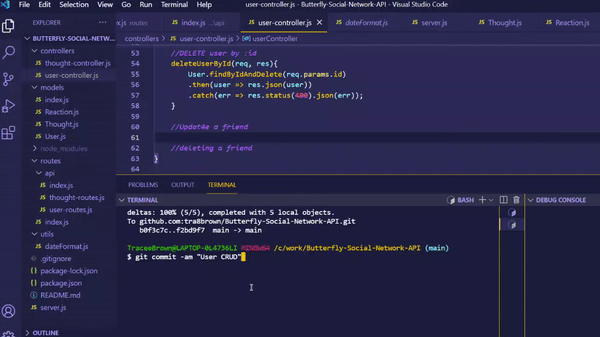 File Edit Selection View Go Run Terminal Help
user-controller.js - Butterfly-Social-Network-API - Visual Studio Code
EXPLORER
.js routes
index.js ..\api
user-controller.js
dateFormat.js
server.js
Thought.js
Reaction.js
controllers > user-controller.js > userController
BUTTERFLY-SOCIAL-NETWORK-...
controllers
thought-controller.js
user-controller.js
models
index.js
Reaction.js
Thought.js
User.js
node_modules
routes
api
index.js
thought-routes.js
user-routes.js
index.js
utils
dateFormat.js
.gitignore
package-lock.json
package.json
README.md
server.js
OUTLINE
53 //DELETE user by :id
54 deleteUserById(req, res){
55 User.findByIdAndDelete(req.params.id)
56 .then(user => res.json(user))
57 .catch(err => res.status(400).json(err));
58 }
59
60 //Updat4e a friend
61
62 //deleting a friend
63 }
64
PROBLEMS OUTPUT TERMINAL
TERMINAL
BASH
DEBUG CONSOLE
deltas: 100% (5/5), completed with 5 local objects.
To github.com:tra8brown/Butterfly-Social-Network-API.git
b0f3c7c..f2bd9f7 main -> main
TraceeBrown@LAPTOP-0L4736LI MINGW64 /c/work/Butterfly-Social-Network-API (main)
$ git commit -am "User CRUD"